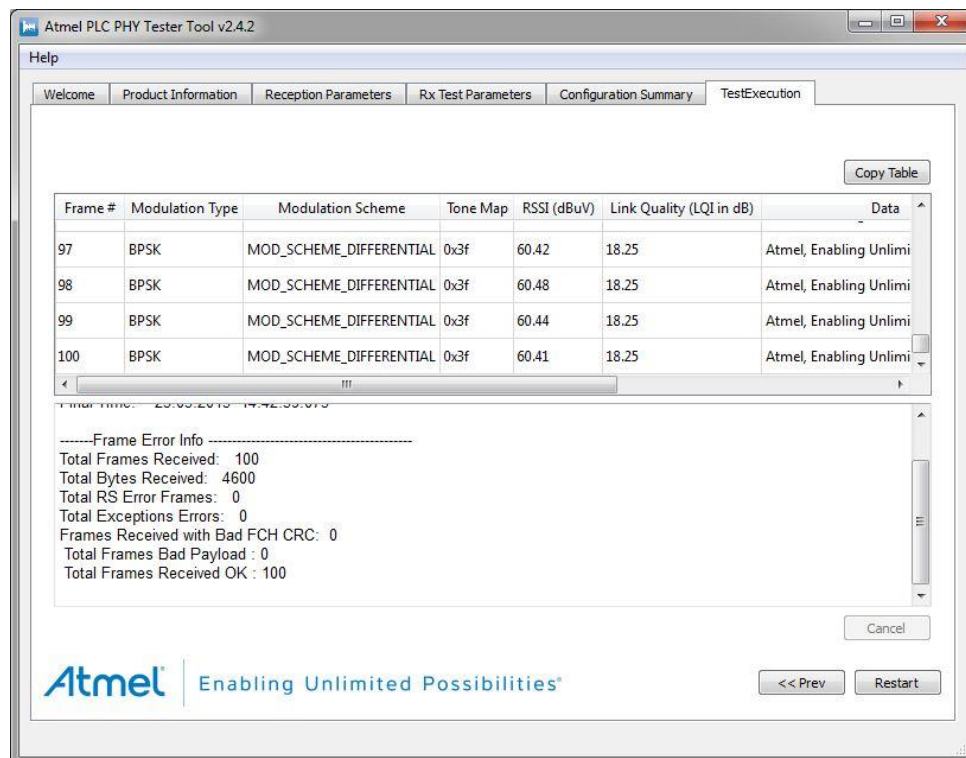 Atmel PLC PHY Tester Tool v2.4.2
Help
Welcome Product Information Reception Parameters Rx Test Parameters Configuration Summary TestExecution
Copy Table
Frame # Modulation Type Modulation Scheme Tone Map RSSI (dBuV) Link Quality (LQI in dB) Data
97 BPSK MOD_SCHEME_DIFFERENTIAL 0x3f 60.42 18.25 Atmel, Enabling Unlimi
98 BPSK MOD_SCHEME_DIFFERENTIAL 0x3f 60.48 18.25 Atmel, Enabling Unlimi
99 BPSK MOD_SCHEME_DIFFERENTIAL 0x3f 60.44 18.25 Atmel, Enabling Unlimi
100 BPSK MOD_SCHEME_DIFFERENTIAL 0x3f 60.41 18.25 Atmel, Enabling Unlimi
-------Frame Error Info --------------------------------------------
Total Frames Received: 100
Total Bytes Received: 4600
Total RS Error Frames: 0
Total Exceptions Errors: 0
Frames Received with Bad FCH CRC: 0
Total Frames Bad Payload : 0
Total Frames Received OK : 100
Cancel
Atmel Enabling Unlimited Possibilities®
<< Prev Restart